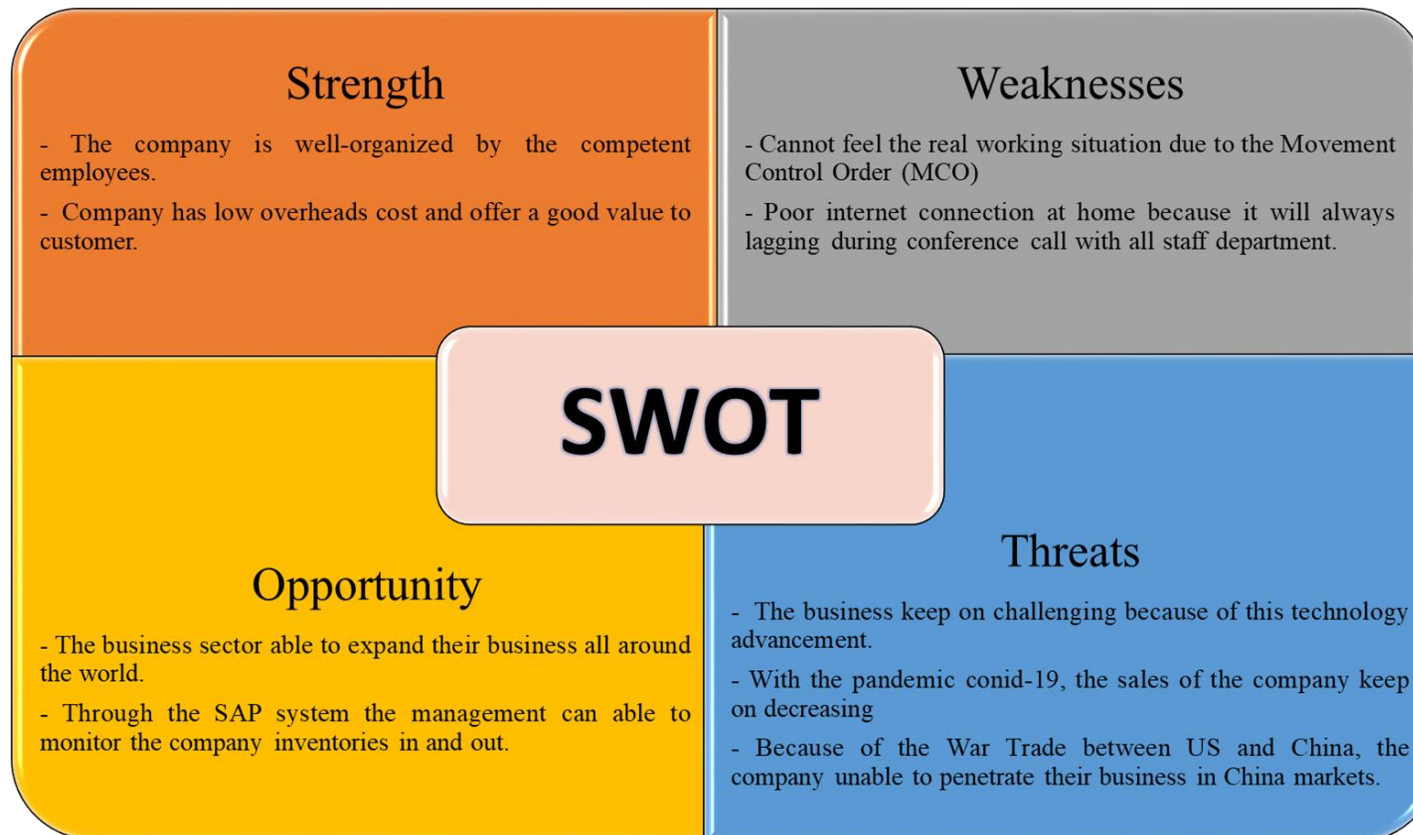 Strength
- The company is well-organized by the competent
employees.
- Company has low overheads cost and offer a good value to
customer.
Weaknesses
- Cannot feel the real working situation due to the Movement
Control Order (MCO)
- Poor internet connection at home because it will always
lagging during conference call with all staff department.
SWOT
Opportunity
- The business sector able to expand their business all around
the world.
- Through the SAP system the management can able to
monitor the company inventories in and out.
Threats
- The business keep on challenging because of this technology
advancement.
- With the pandemic conid-19, the sales of the company keep
on decreasing
- Because of the War Trade between US and China, the
company unable to penetrate their business in China markets.